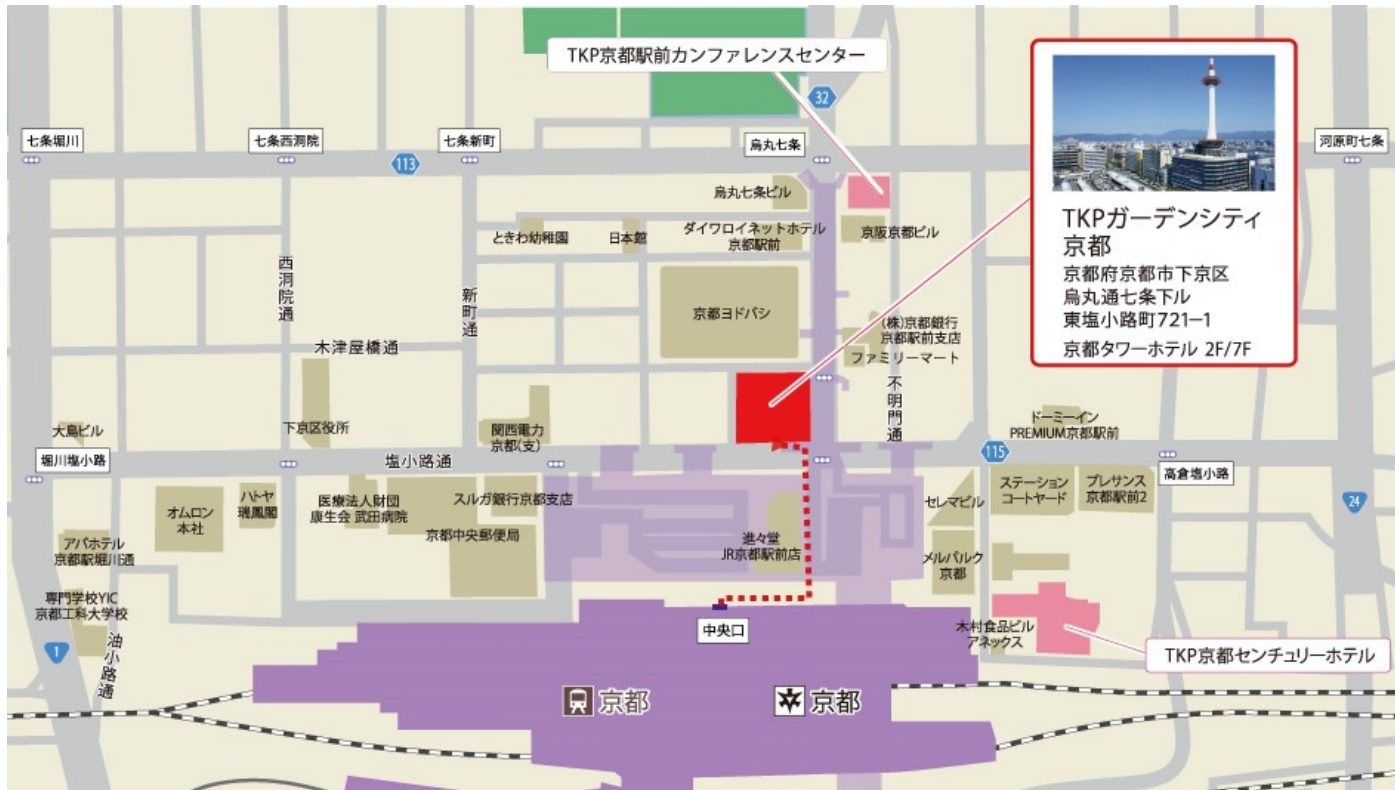 TKP京都駅前カンファレンスセンター
32
七条堀川
七条西洞院
七条新町
烏丸七条
河原町七条
113
烏丸七条ビル
ときわ幼稚園
日本館
ダイワロイネットホテル
京都駅前
京阪京都ビル
TKPガーデンシティ
京都
京都府京都市下京区
烏丸通七条下ル
東塩小路町721−1
京都タワーホテル 2F/7F
西洞院通
新町通
京都ヨドバシ
(株)京都銀行
京都駅前支店
ファミリーマート
木津屋橋通
不明門通
大島ビル
下京区役所
関西電力
京都(支)
ドーミーイン
PREMIUM京都駅前
堀川塩小路
塩小路通
115
高倉塩小路
オムロン
本社
ハトヤ
瑞鳳閣
医療法人財団
康生会 武田病院
スルガ銀行京都支店
京都中央郵便局
セレマビル
ステーション
コートヤード
プレサンス
京都駅前2
24
アパホテル
京都駅堀川通
進々堂
JR京都駅前店
メルパルク
京都
専門学校YIC
京都工科大学校
油小路通
1
中央口
木村食品ビル
アネックス
TKP京都センチュリーホテル
京都
京都